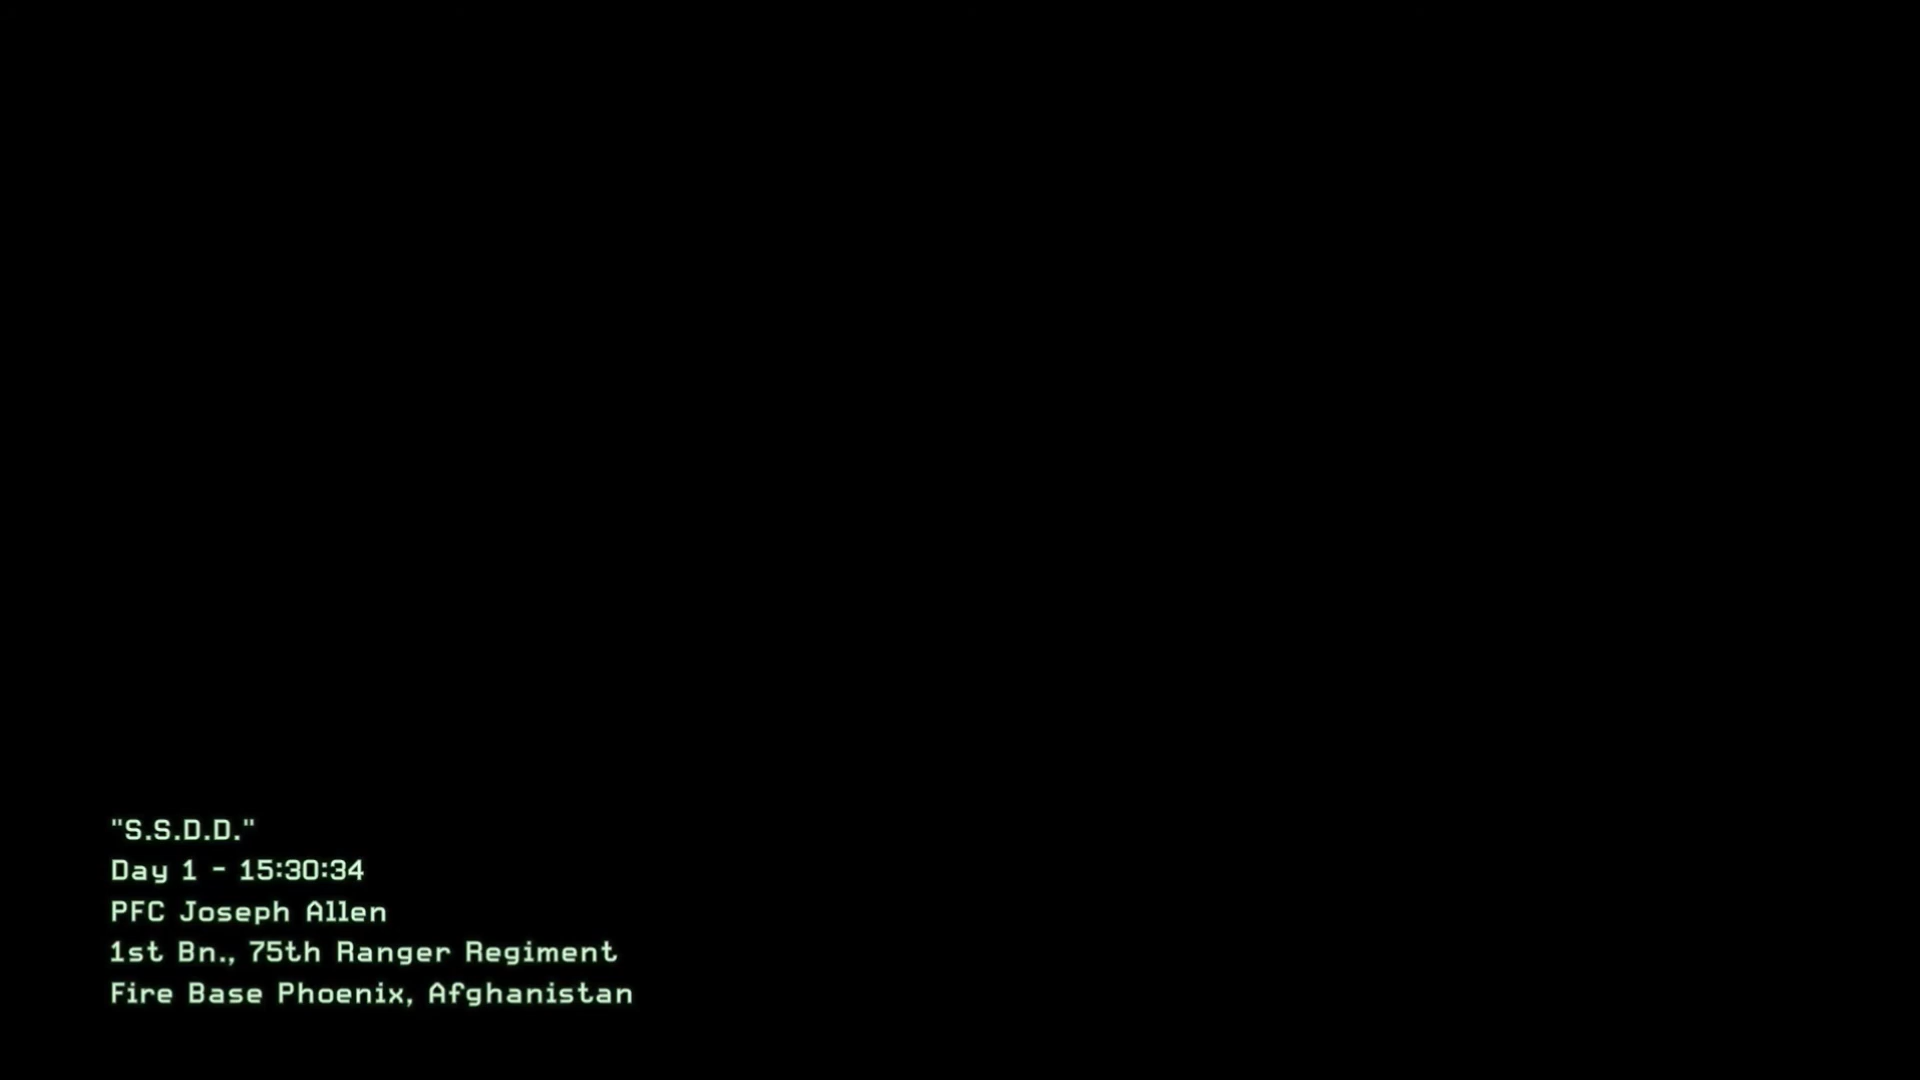 "S.S.D.D."
Day 1 - 15:30:34
PFC Joseph Allen
1st Bn., 75th Ranger Regiment
Fire Base Phoenix, Afghanistan